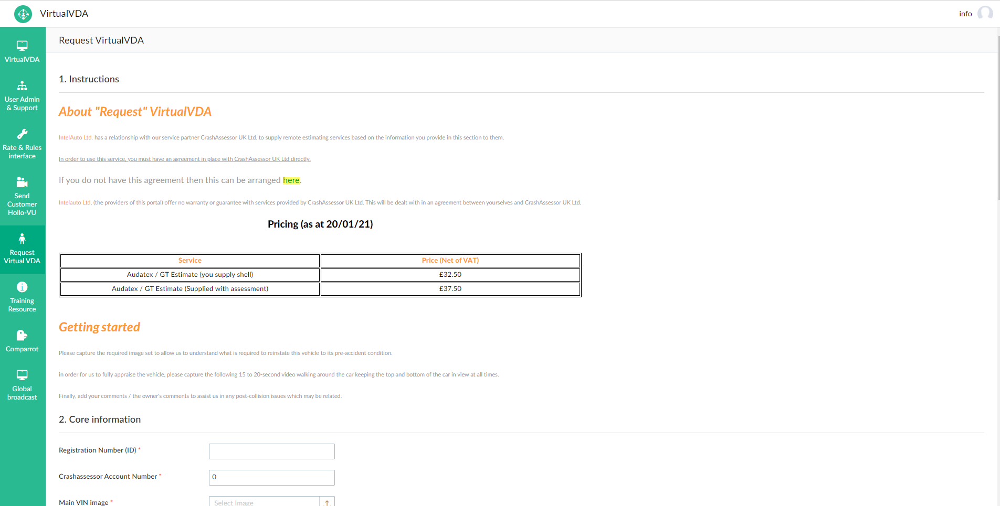 VirtualVDA
info
VirtualVDA
User Admin
& Support
Rate & Rules
interface
Send
Customer
Hollo-VU
Request
Virtual VDA
Training
Resource
Comparrot
Global
broadcast
Request VirtualVDA
1. Instructions
About "Request" VirtualVDA
IntelAuto Ltd. has a relationship with our service partner CrashAssessor UK Ltd. to supply remote estimating services based on the information you provide in this section to them.
In order to use this service, you must have an agreement in place with CrashAssessor UK Ltd directly.
If you do not have this agreement then this can be arranged here.
Intelauto Ltd. (the providers of this portal) offer no warranty or guarantee with services provided by CrashAssessor UK Ltd. This will be dealt with in an agreement between yourselves and CrashAssessor UK Ltd.
Pricing (as at 20/01/21)
Service Price (Net of VAT)
Audatex / GT Estimate (you supply shell) £32.50
Audatex / GT Estimate (Supplied with assessment) £37.50
Getting started
Please capture the required image set to allow us to understand what is required to reinstate this vehicle to its pre-accident condition.
in order for us to fully appraise the vehicle, please capture the following 15 to 20-second video walking around the car keeping the top and bottom of the car in view at all times.
Finally, add your comments / the owner's comments to assist us in any post-collision issues which may be related.
2. Core information
Registration Number (ID) *
Crashassessor Account Number * 0
Main VIN image * Select Image